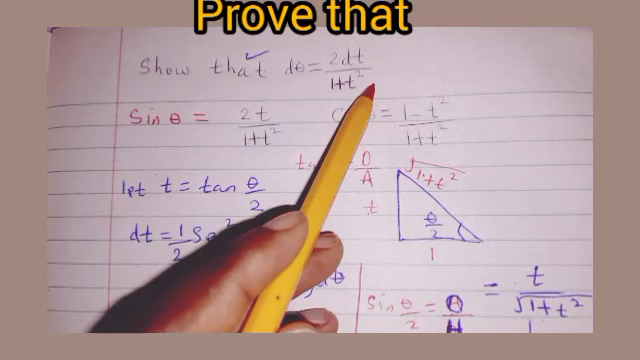 Prove that
Show that dθ = 2dt / 1+t²
Sin θ = 2t / 1+t²
= 1-t² / 1+t²
let t = tan θ/2
= O / A
√1+t²
t
θ/2
1
dt = 1/2
Sin θ/2 = O / H = t / √1+t²